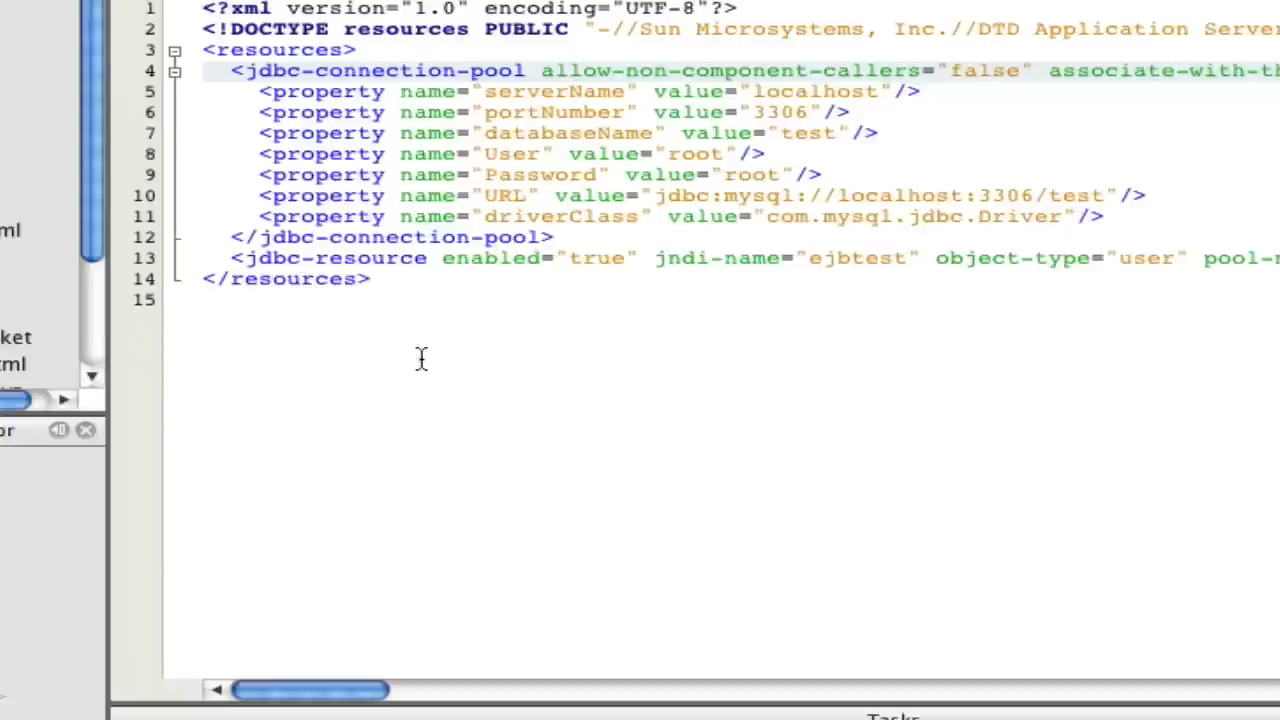 1 <?xml version="1.0" encoding="UTF-8"?>
2 <!DOCTYPE resources PUBLIC "-//Sun Microsystems, Inc.//DTD Application Server
3 <resources>
4 <jdbc-connection-pool allow-non-component-callers="false" associate-with-th
5 <property name="serverName" value="localhost"/>
6 <property name="portNumber" value="3306"/>
7 <property name="databaseName" value="test"/>
8 <property name="User" value="root"/>
9 <property name="Password" value="root"/>
10 <property name="URL" value="jdbc:mysql://localhost:3306/test"/>
11 <property name="driverClass" value="com.mysql.jdbc.Driver"/>
12 </jdbc-connection-pool>
13 <jdbc-resource enabled="true" jndi-name="ejbtest" object-type="user" pool-n
14 </resources>
15
ml
ket
tml
or
Tasks